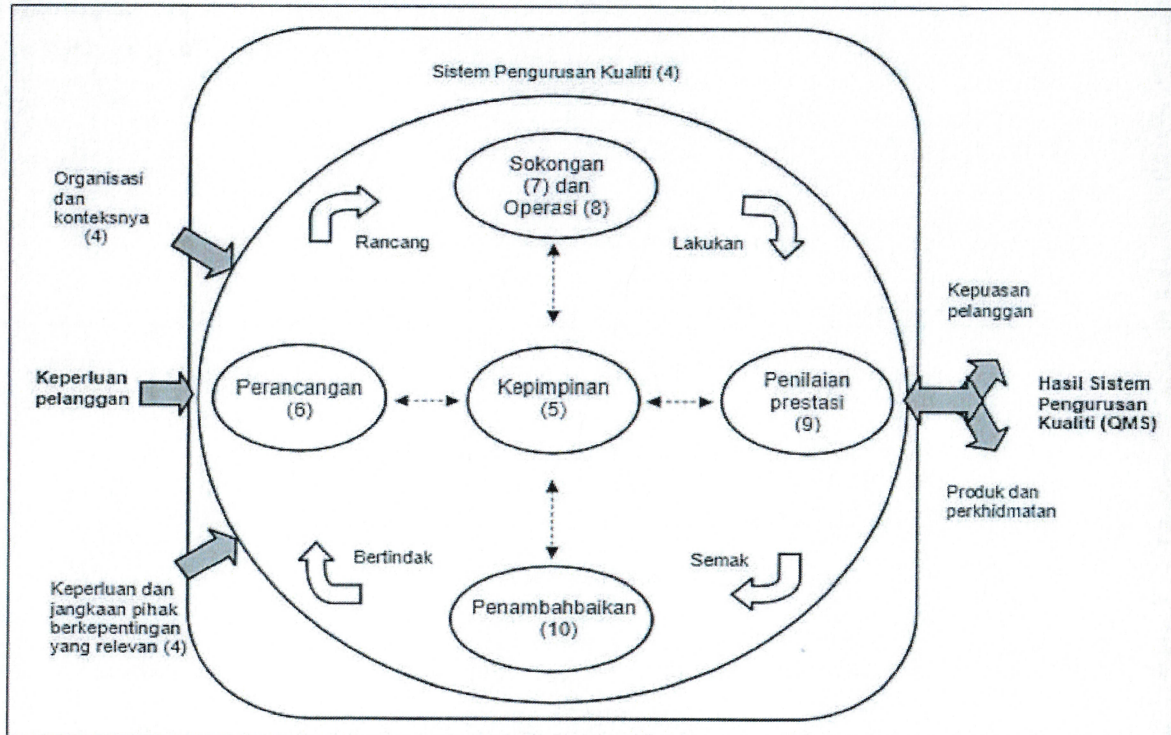 Sistem Pengurusan Kualiti (4)
Organisasi
dan
konteksnya
(4)
Sokongan
(7) dan
Operasi (8)
Rancang
Lakukan
Keperluan
pelanggan
Perancangan
(6)
Kepimpinan
(5)
Penilaian
prestasi
(9)
Kepuasan
pelanggan
Hasil Sistem
Pengurusan
Kualiti (QMS)
Produk dan
perkhidmatan
Bertindak
Semak
Keperluan dan
jangkaan pihak
berkepentingan
yang relevan (4)
Penambahbaikan
(10)